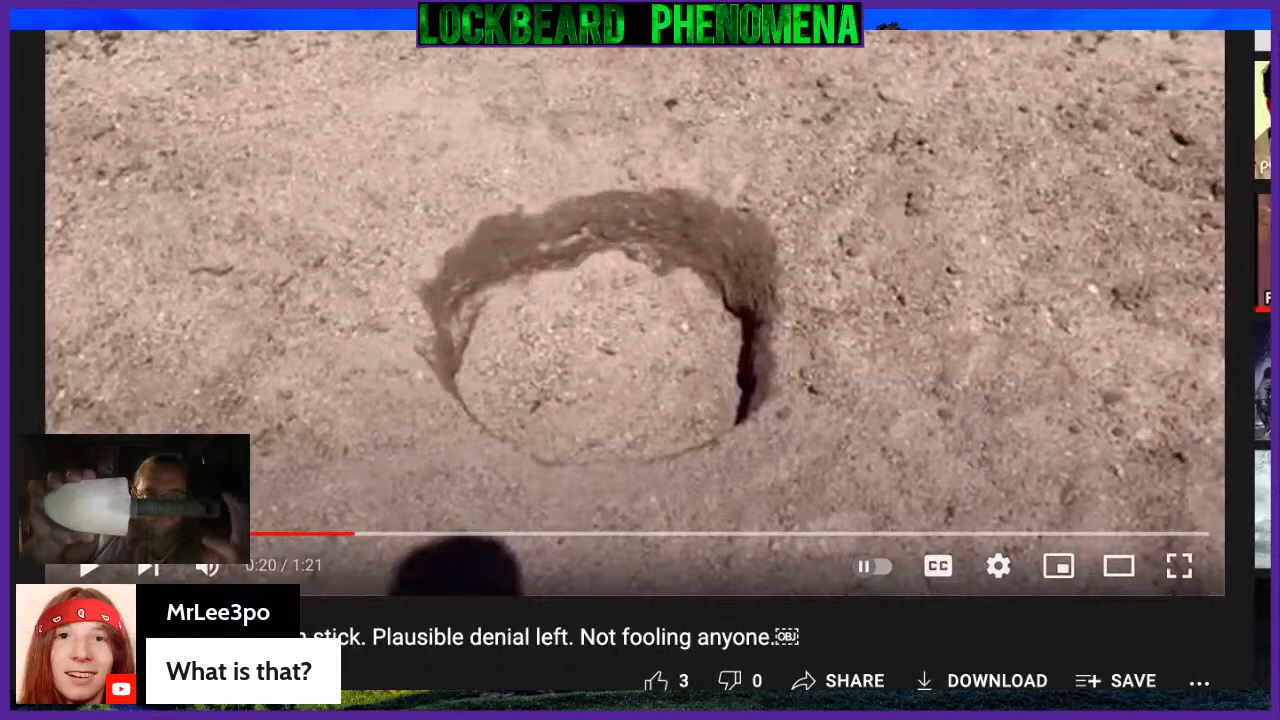 LOCKBEARD PHENOMENA
0:20 / 1:21
CC
MrLee3po
stick. Plausible denial left. Not fooling anyone.OBJ
What is that?
3 0 SHARE DOWNLOAD SAVE